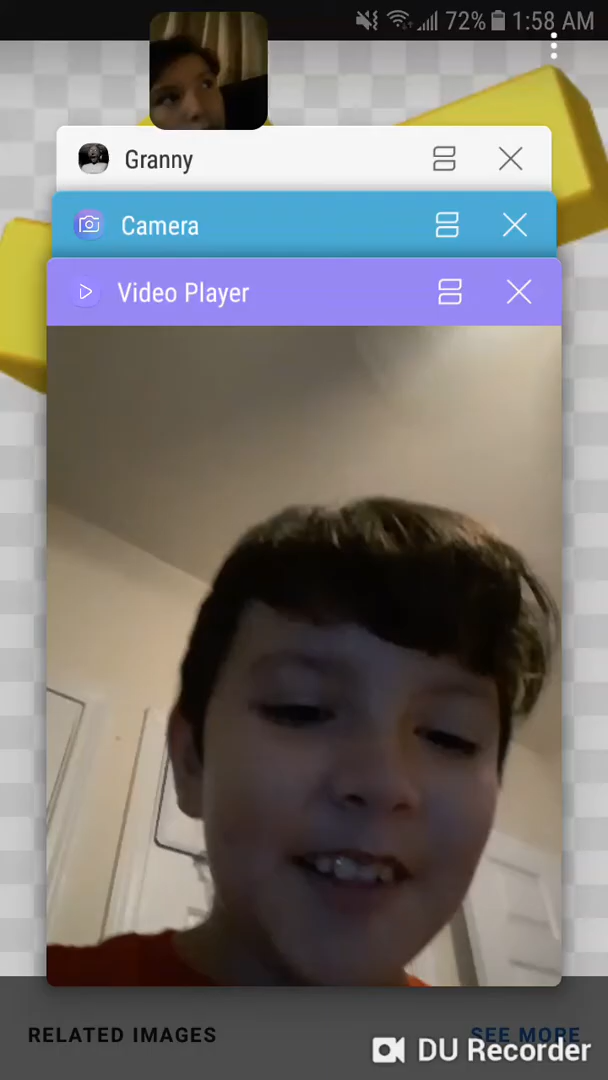 72% 1:58 AM
Granny
Camera
Video Player
RELATED IMAGES
SEE MORE
DU Recorder